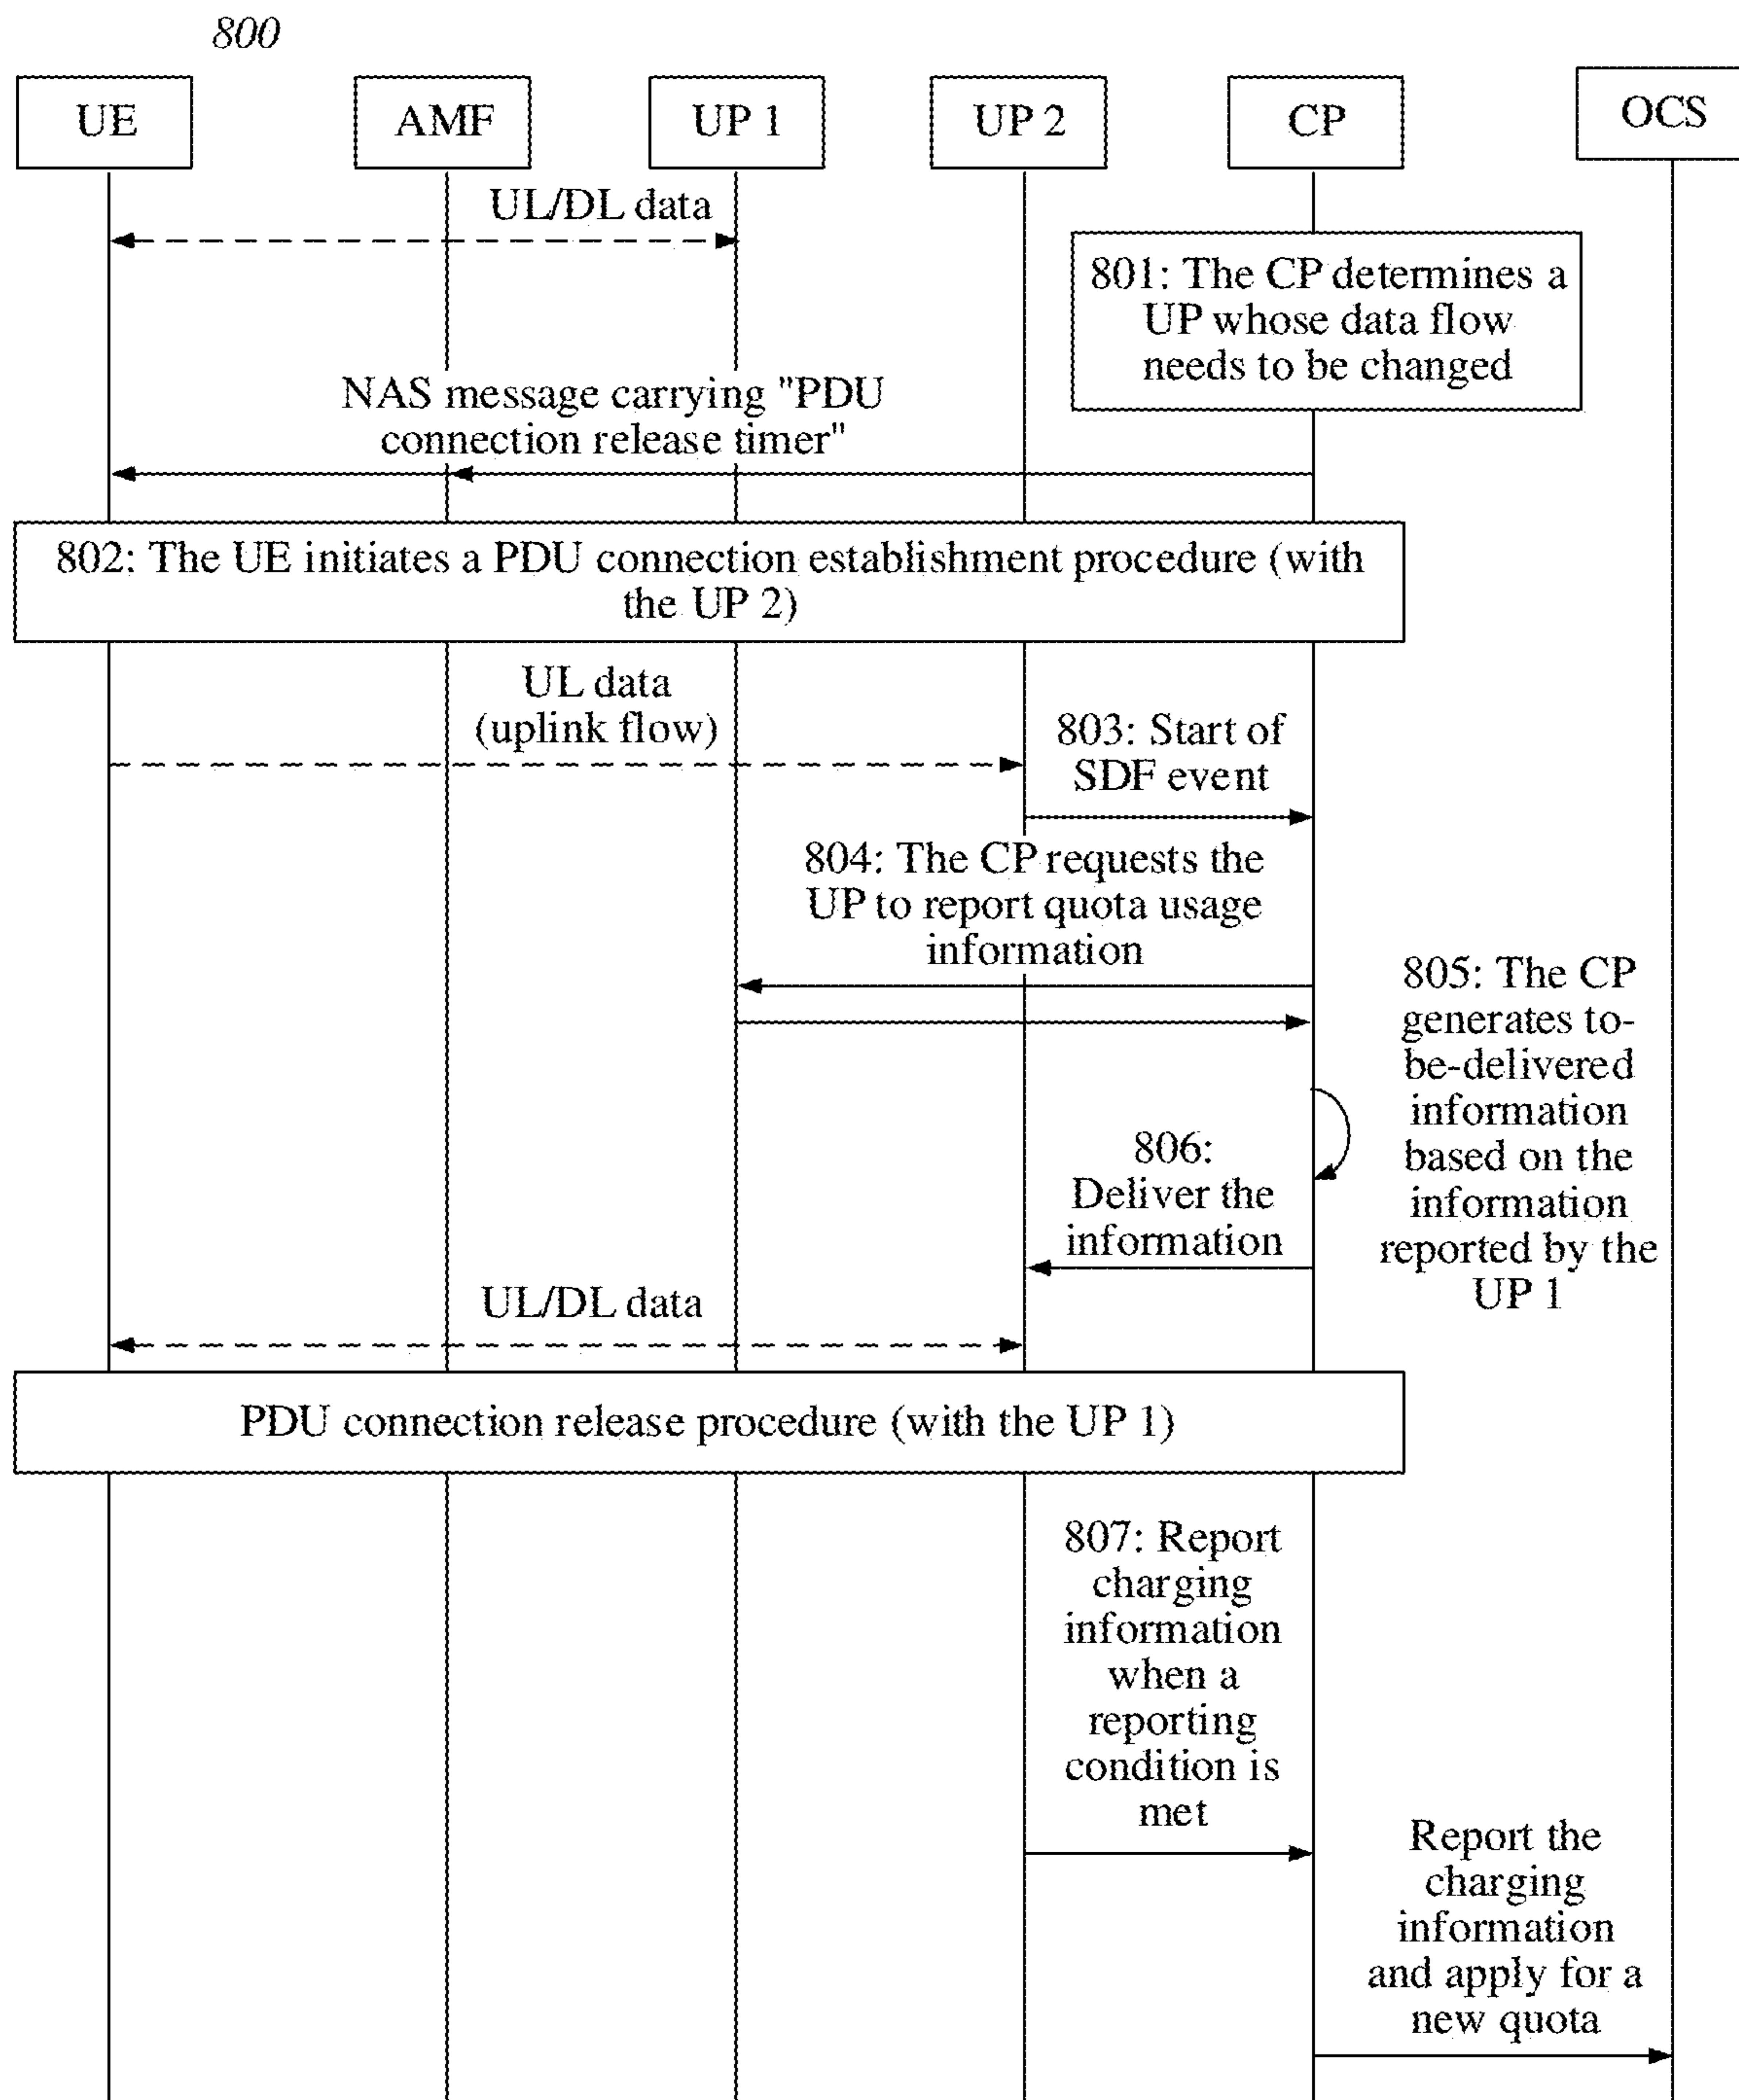 800
UE
AMF
UP 1
UP 2
CP
OCS
UL/DL data
801: The CP determines a
UP whose data flow
needs to be changed
NAS message carrying "PDU
connection release timer"
802: The UE initiates a PDU connection establishment procedure (with
the UP 2)
UL data
(uplink flow)
803: Start of
SDF event
804: The CP requests the
UP to report quota usage
information
805: The CP
generates to-
be-delivered
information
based on the
information
reported by the
UP 1
806:
Deliver the
information
UL/DL data
PDU connection release procedure (with the UP 1)
807: Report
charging
information
when a
reporting
condition is
met
Report the
charging
information
and apply for a
new quota